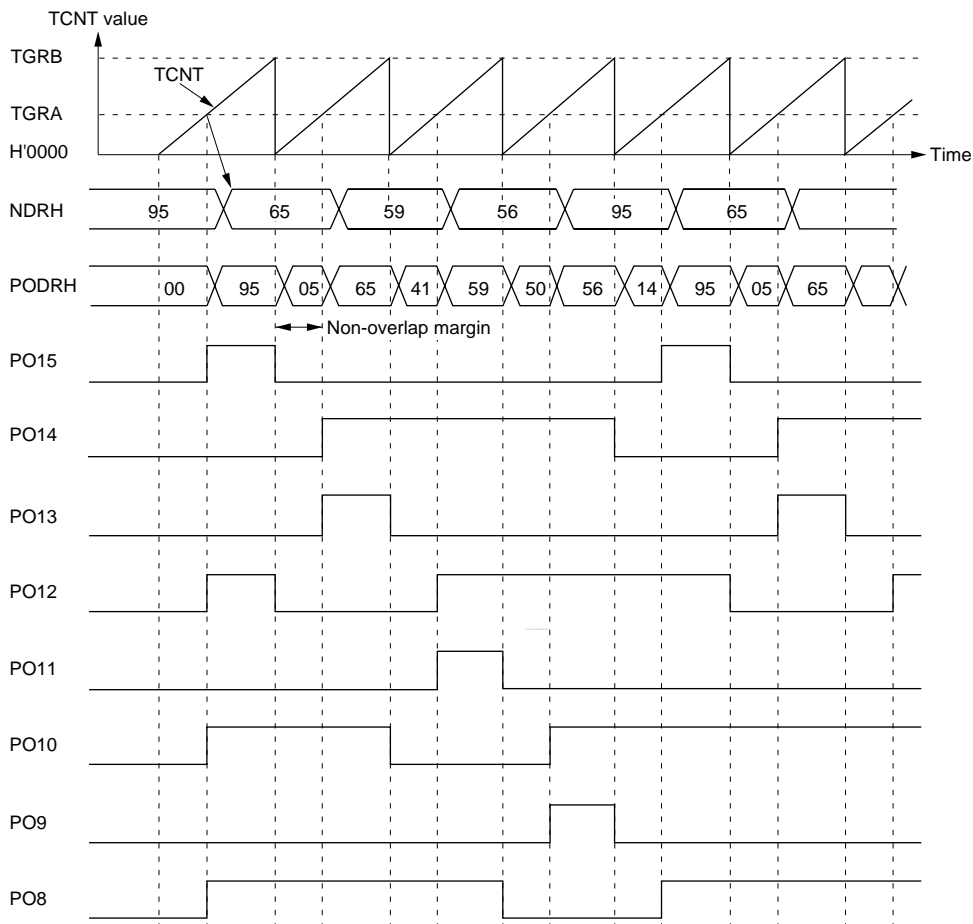 TCNT value
TGRB
TCNT
TGRA
H'0000
Time
NDRH 95 65 59 56 95 65
PODRH 00 95 05 65 41 59 50 56 14 95 05 65
Non-overlap margin
PO15
PO14
PO13
PO12
PO11
PO10
PO9
PO8